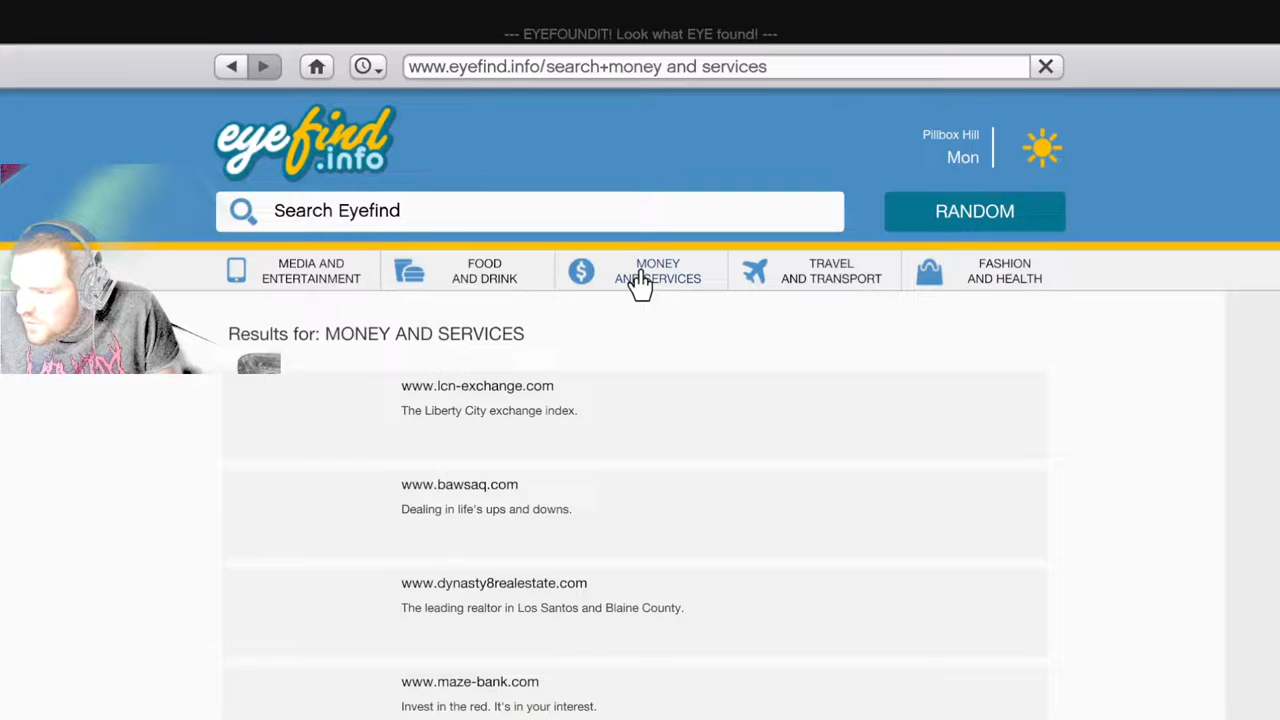 --- EYEFOUNDIT! Look what EYE found! ---
www.eyefind.info/search+money and services
eyefind
.info
Pillbox Hill
Mon
Search Eyefind
RANDOM
MEDIA AND
ENTERTAINMENT
FOOD
AND DRINK
MONEY
AND SERVICES
TRAVEL
AND TRANSPORT
FASHION
AND HEALTH
Results for: MONEY AND SERVICES
www.lcn-exchange.com
The Liberty City exchange index.
www.bawsaq.com
Dealing in life's ups and downs.
www.dynasty8realestate.com
The leading realtor in Los Santos and Blaine County.
www.maze-bank.com
Invest in the red. It's in your interest.